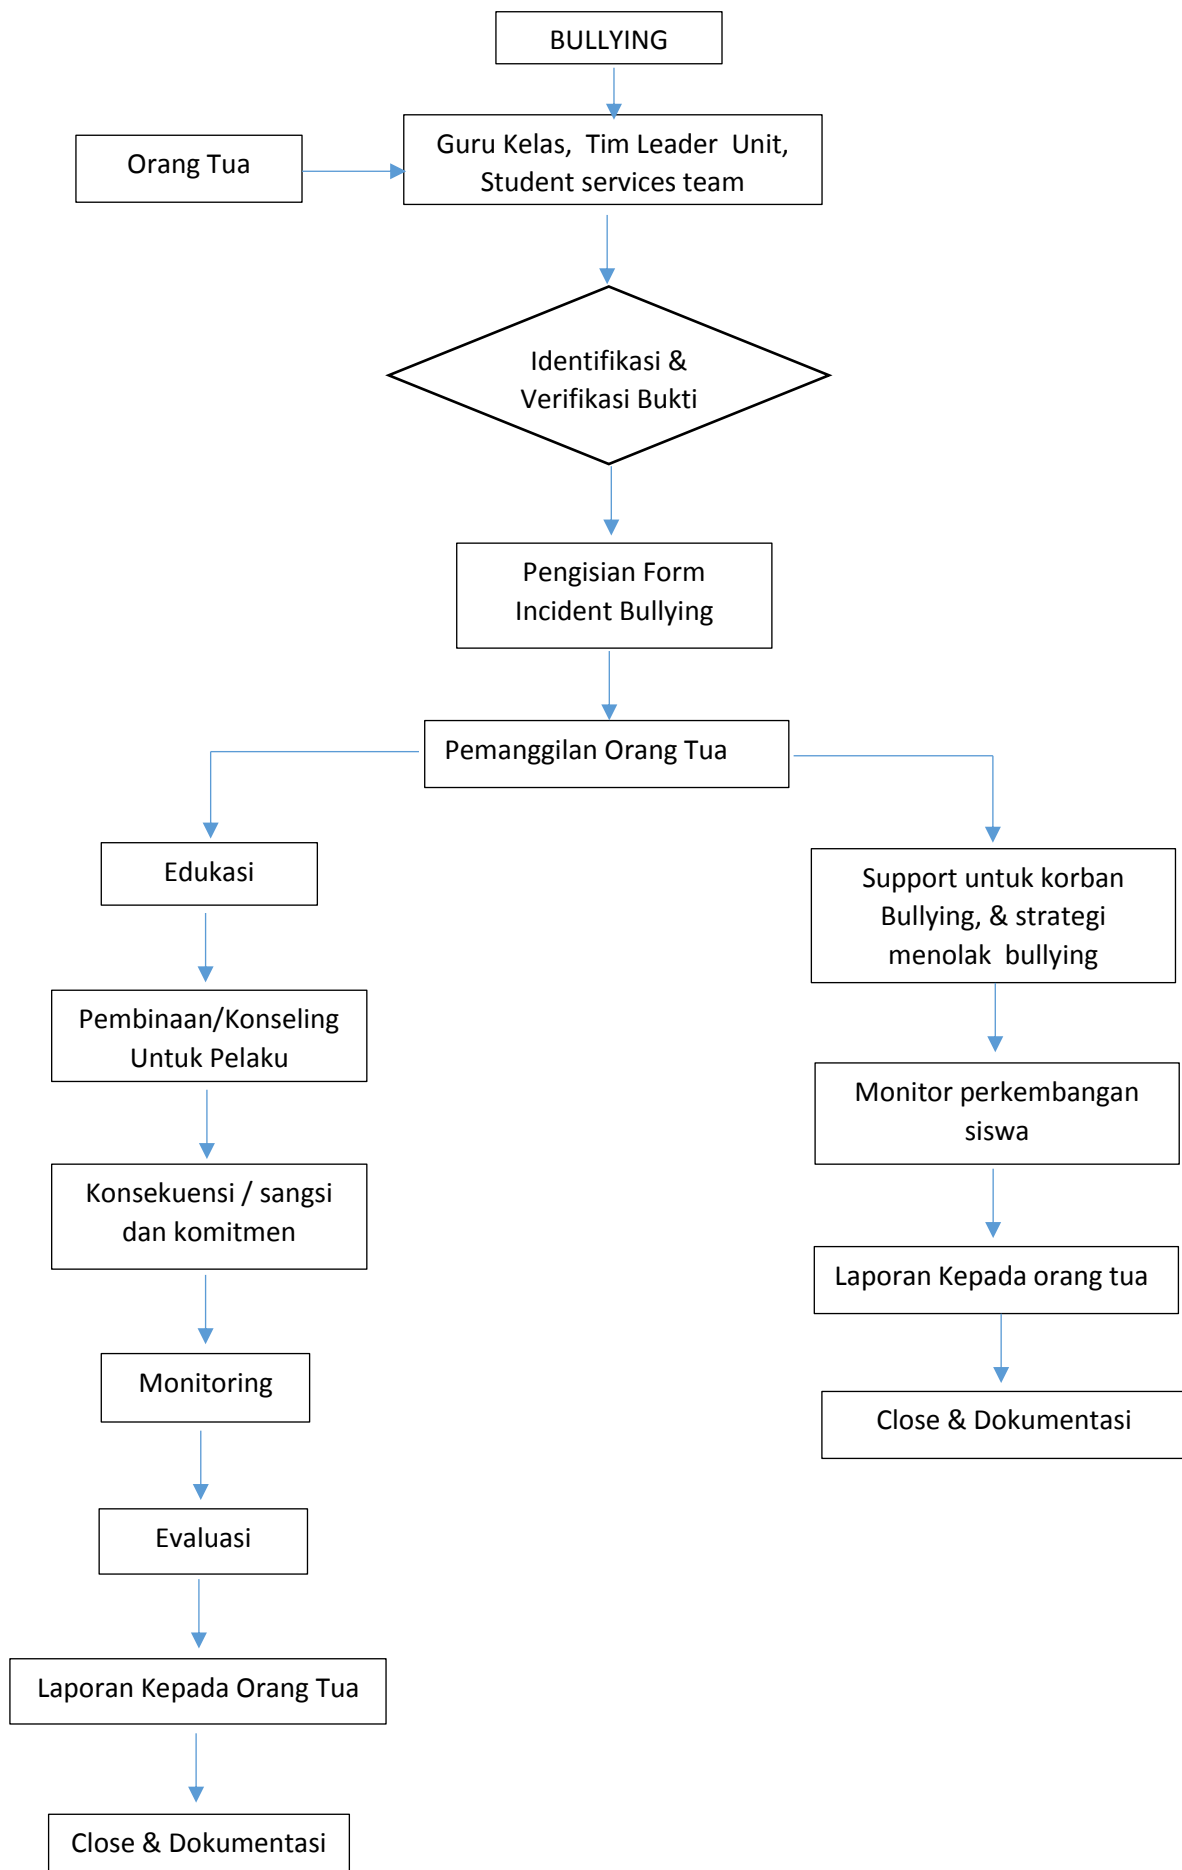 BULLYING
Orang Tua
Guru Kelas, Tim Leader Unit,
Student services team
Identifikasi &
Verifikasi Bukti
Pengisian Form
Incident Bullying
Pemanggilan Orang Tua
Edukasi
Pembinaan/Konseling
Untuk Pelaku
Konsekuensi / sangsi
dan komitmen
Monitoring
Evaluasi
Laporan Kepada Orang Tua
Close & Dokumentasi
Support untuk korban
Bullying, & strategi
menolak bullying
Monitor perkembangan
siswa
Laporan Kepada orang tua
Close & Dokumentasi